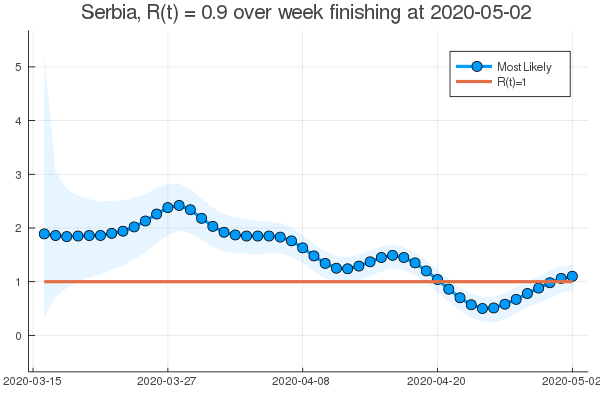 Serbia, R(t) = 0.9 over week finishing at 2020-05-02
Most Likely
R(t)=1
5
4
3
2
1
0
2020-03-15 2020-03-27 2020-04-08 2020-04-20 2020-05-02